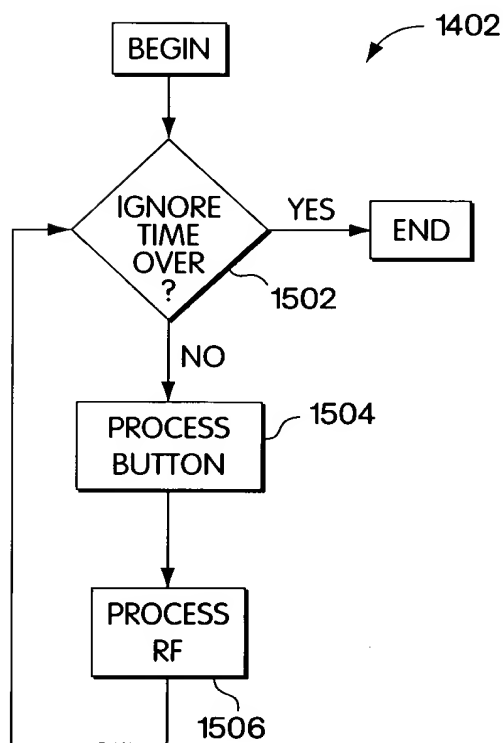 BEGIN
1402
IGNORE
TIME
OVER
?
YES
END
1502
NO
PROCESS
BUTTON
1504
PROCESS
RF
1506